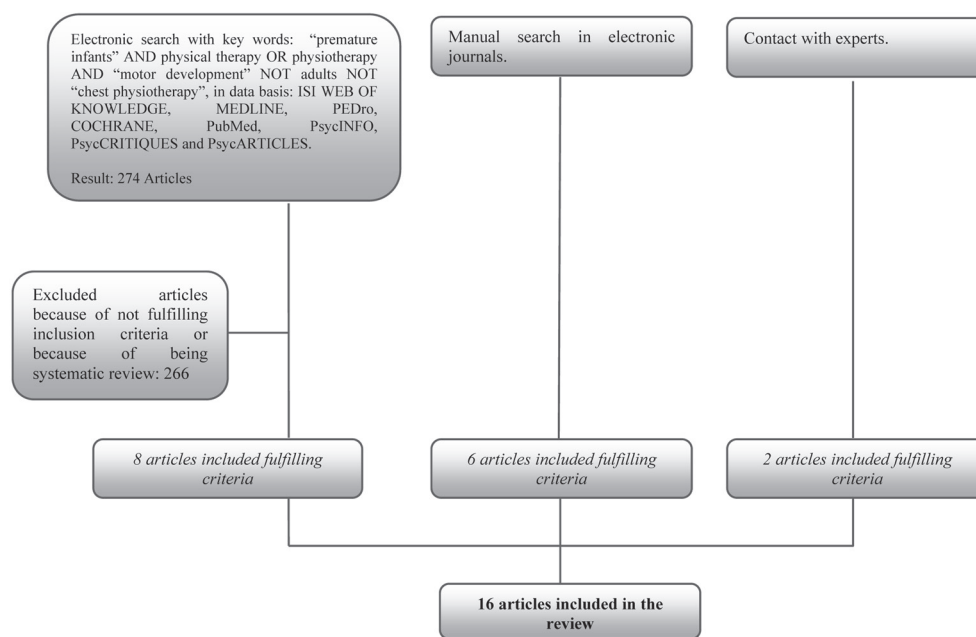 Electronic search with key words: “premature
infants” AND physical therapy OR physiotherapy
AND “motor development” NOT adults NOT
“chest physiotherapy”, in data basis: ISI WEB OF
KNOWLEDGE, MEDLINE, PEDro,
COCHRANE, PubMed, PsycINFO,
PsycCRITIQUES and PsycARTICLES.
Result: 274 Articles
Manual search in electronic
journals.
Contact with experts.
Excluded articles
because of not fulfilling
inclusion criteria or
because of being
systematic review: 266
8 articles included fulfilling
criteria
6 articles included fulfilling
criteria
2 articles included fulfilling
criteria
16 articles included in the
review